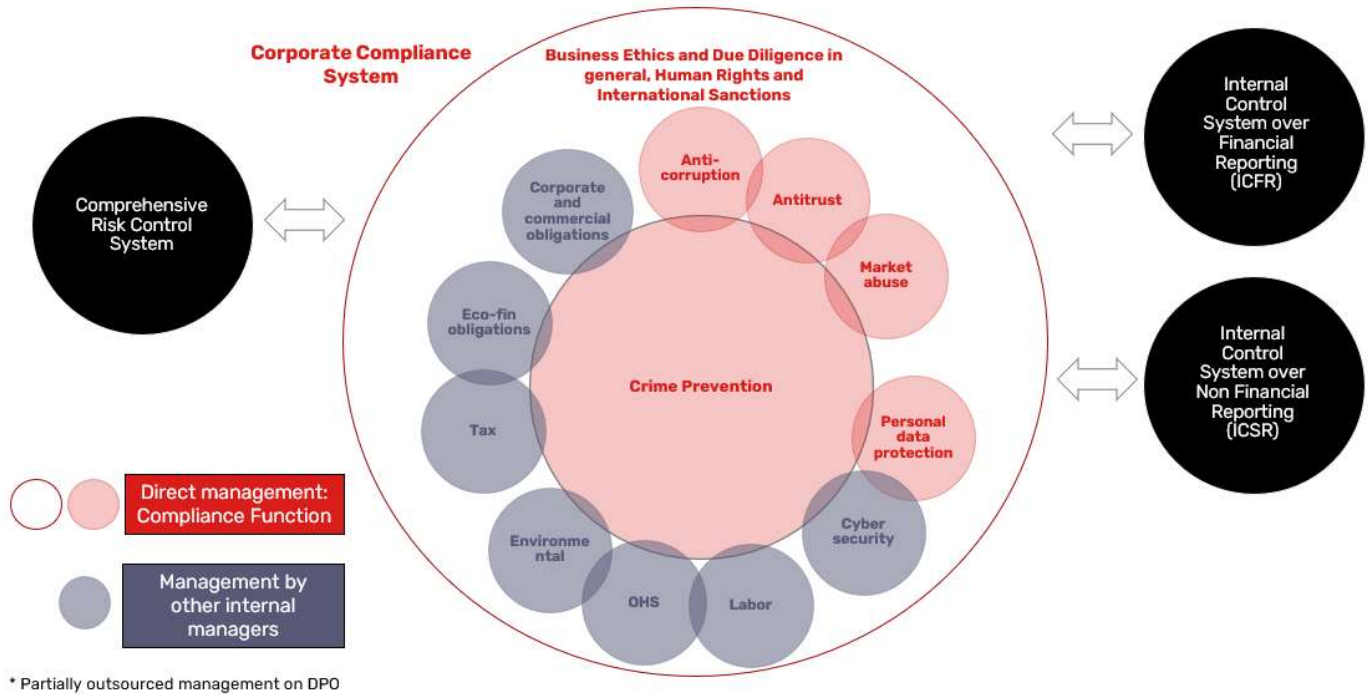 Corporate Compliance
System
Business Ethics and Due Diligence in
general, Human Rights and
International Sanctions
Comprehensive
Risk Control
System
Internal
Control
System over
Financial
Reporting
(ICFR)
Internal
Control
System over
Non Financial
Reporting
(ICSR)
Anti-
corruption
Antitrust
Market
abuse
Personal
data
protection
Cyber
security
Labor
OHS
Environme
ntal
Tax
Eco-fin
obligations
Corporate
and
commercial
obligations
Crime Prevention
Direct management:
Compliance Function
Management by
other internal
managers
* Partially outsourced management on DPO